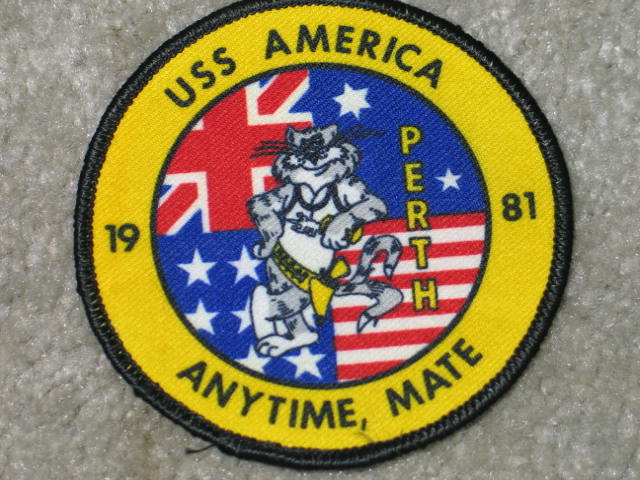 USS AMERICA
19 81
PERTH
ANYTIME, MATE